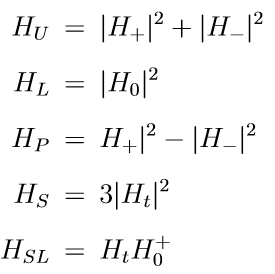 H_U = |H_+|^2 + |H_-|^2
H_L = |H_0|^2
H_P = H_+|^2 − |H_-|^2
H_S = 3|H_t|^2
H_{SL} = H_t H_0^+